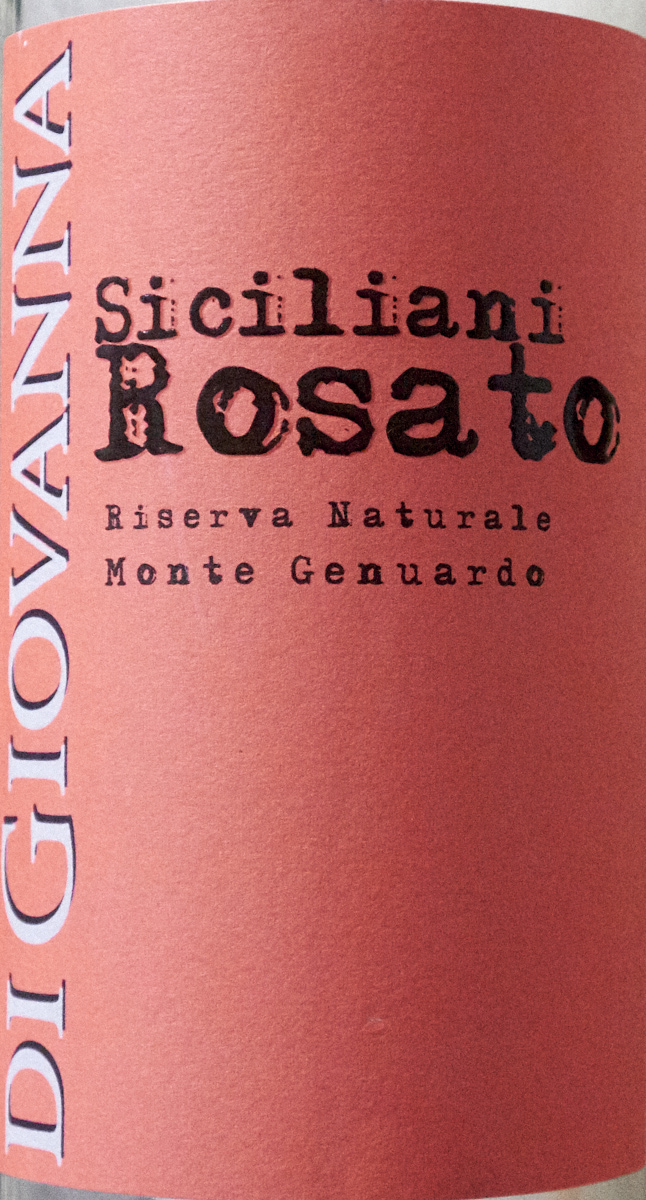 DI GIOVANNA
Siciliani
Rosato
Riserva Naturale
Monte Genuardo